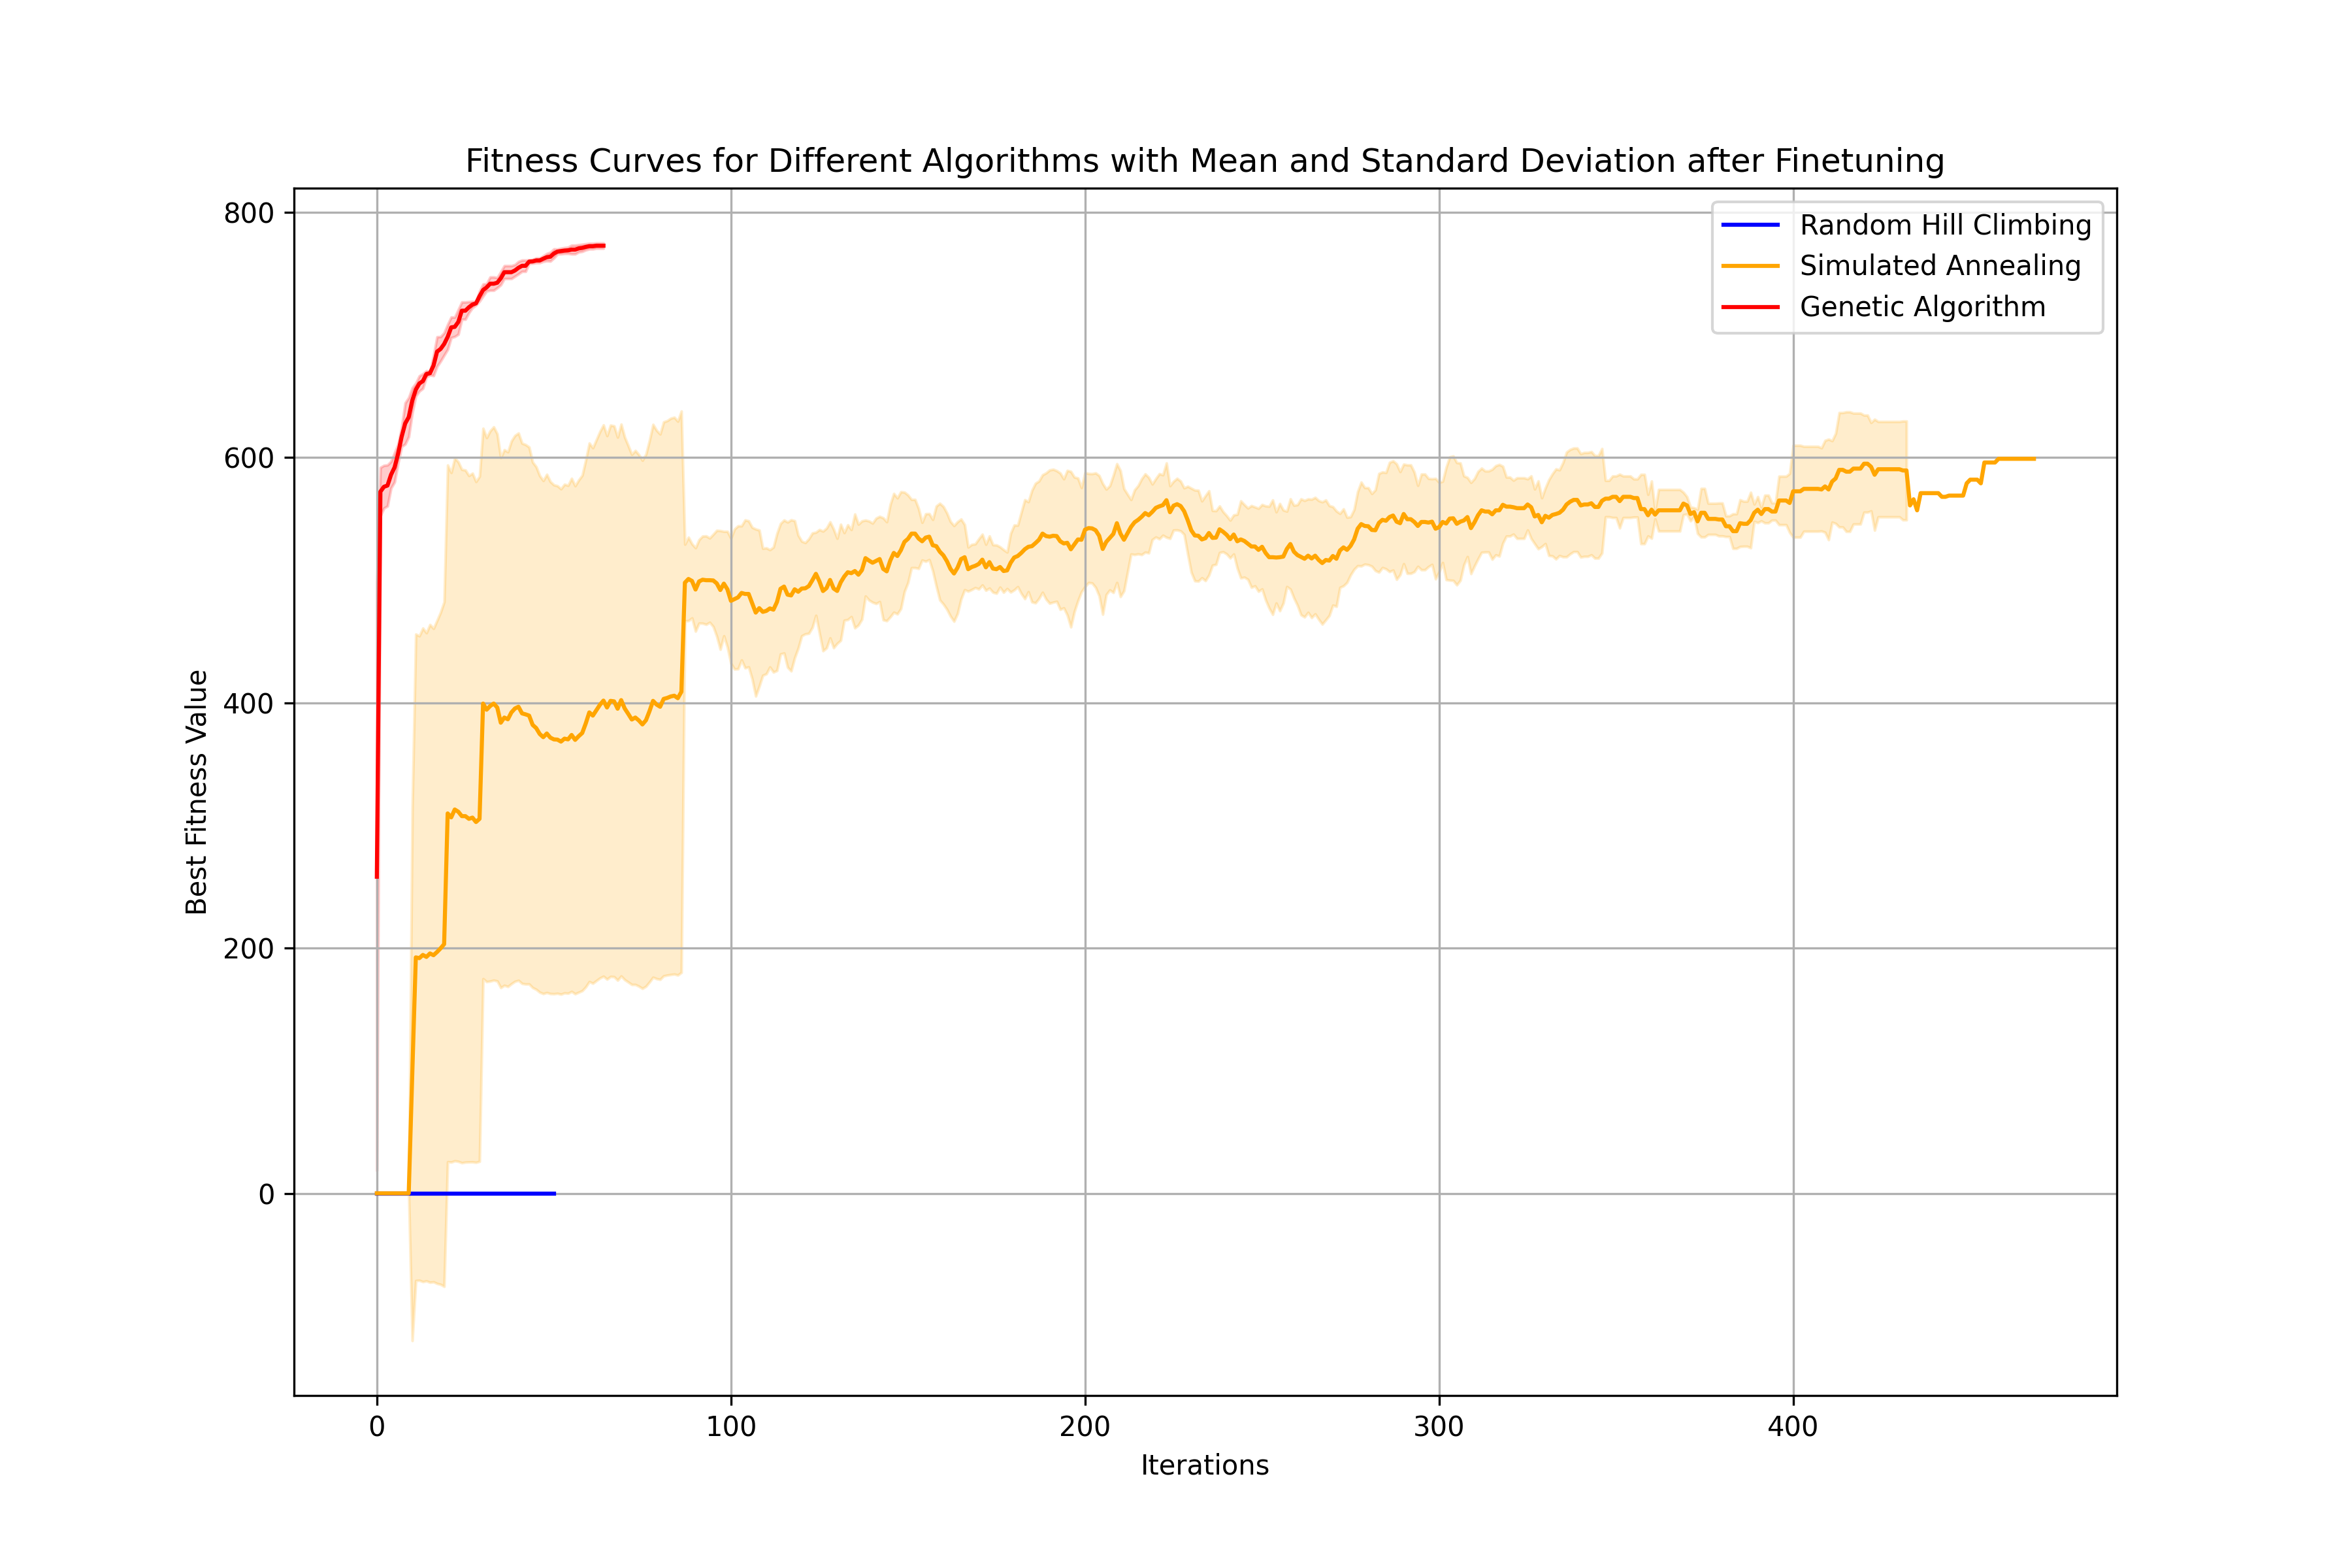 Fitness Curves for Different Algorithms with Mean and Standard Deviation after Finetuning
Random Hill Climbing
Simulated Annealing
Genetic Algorithm
Best Fitness Value
800
600
400
200
0
0 100 200 300 400
Iterations